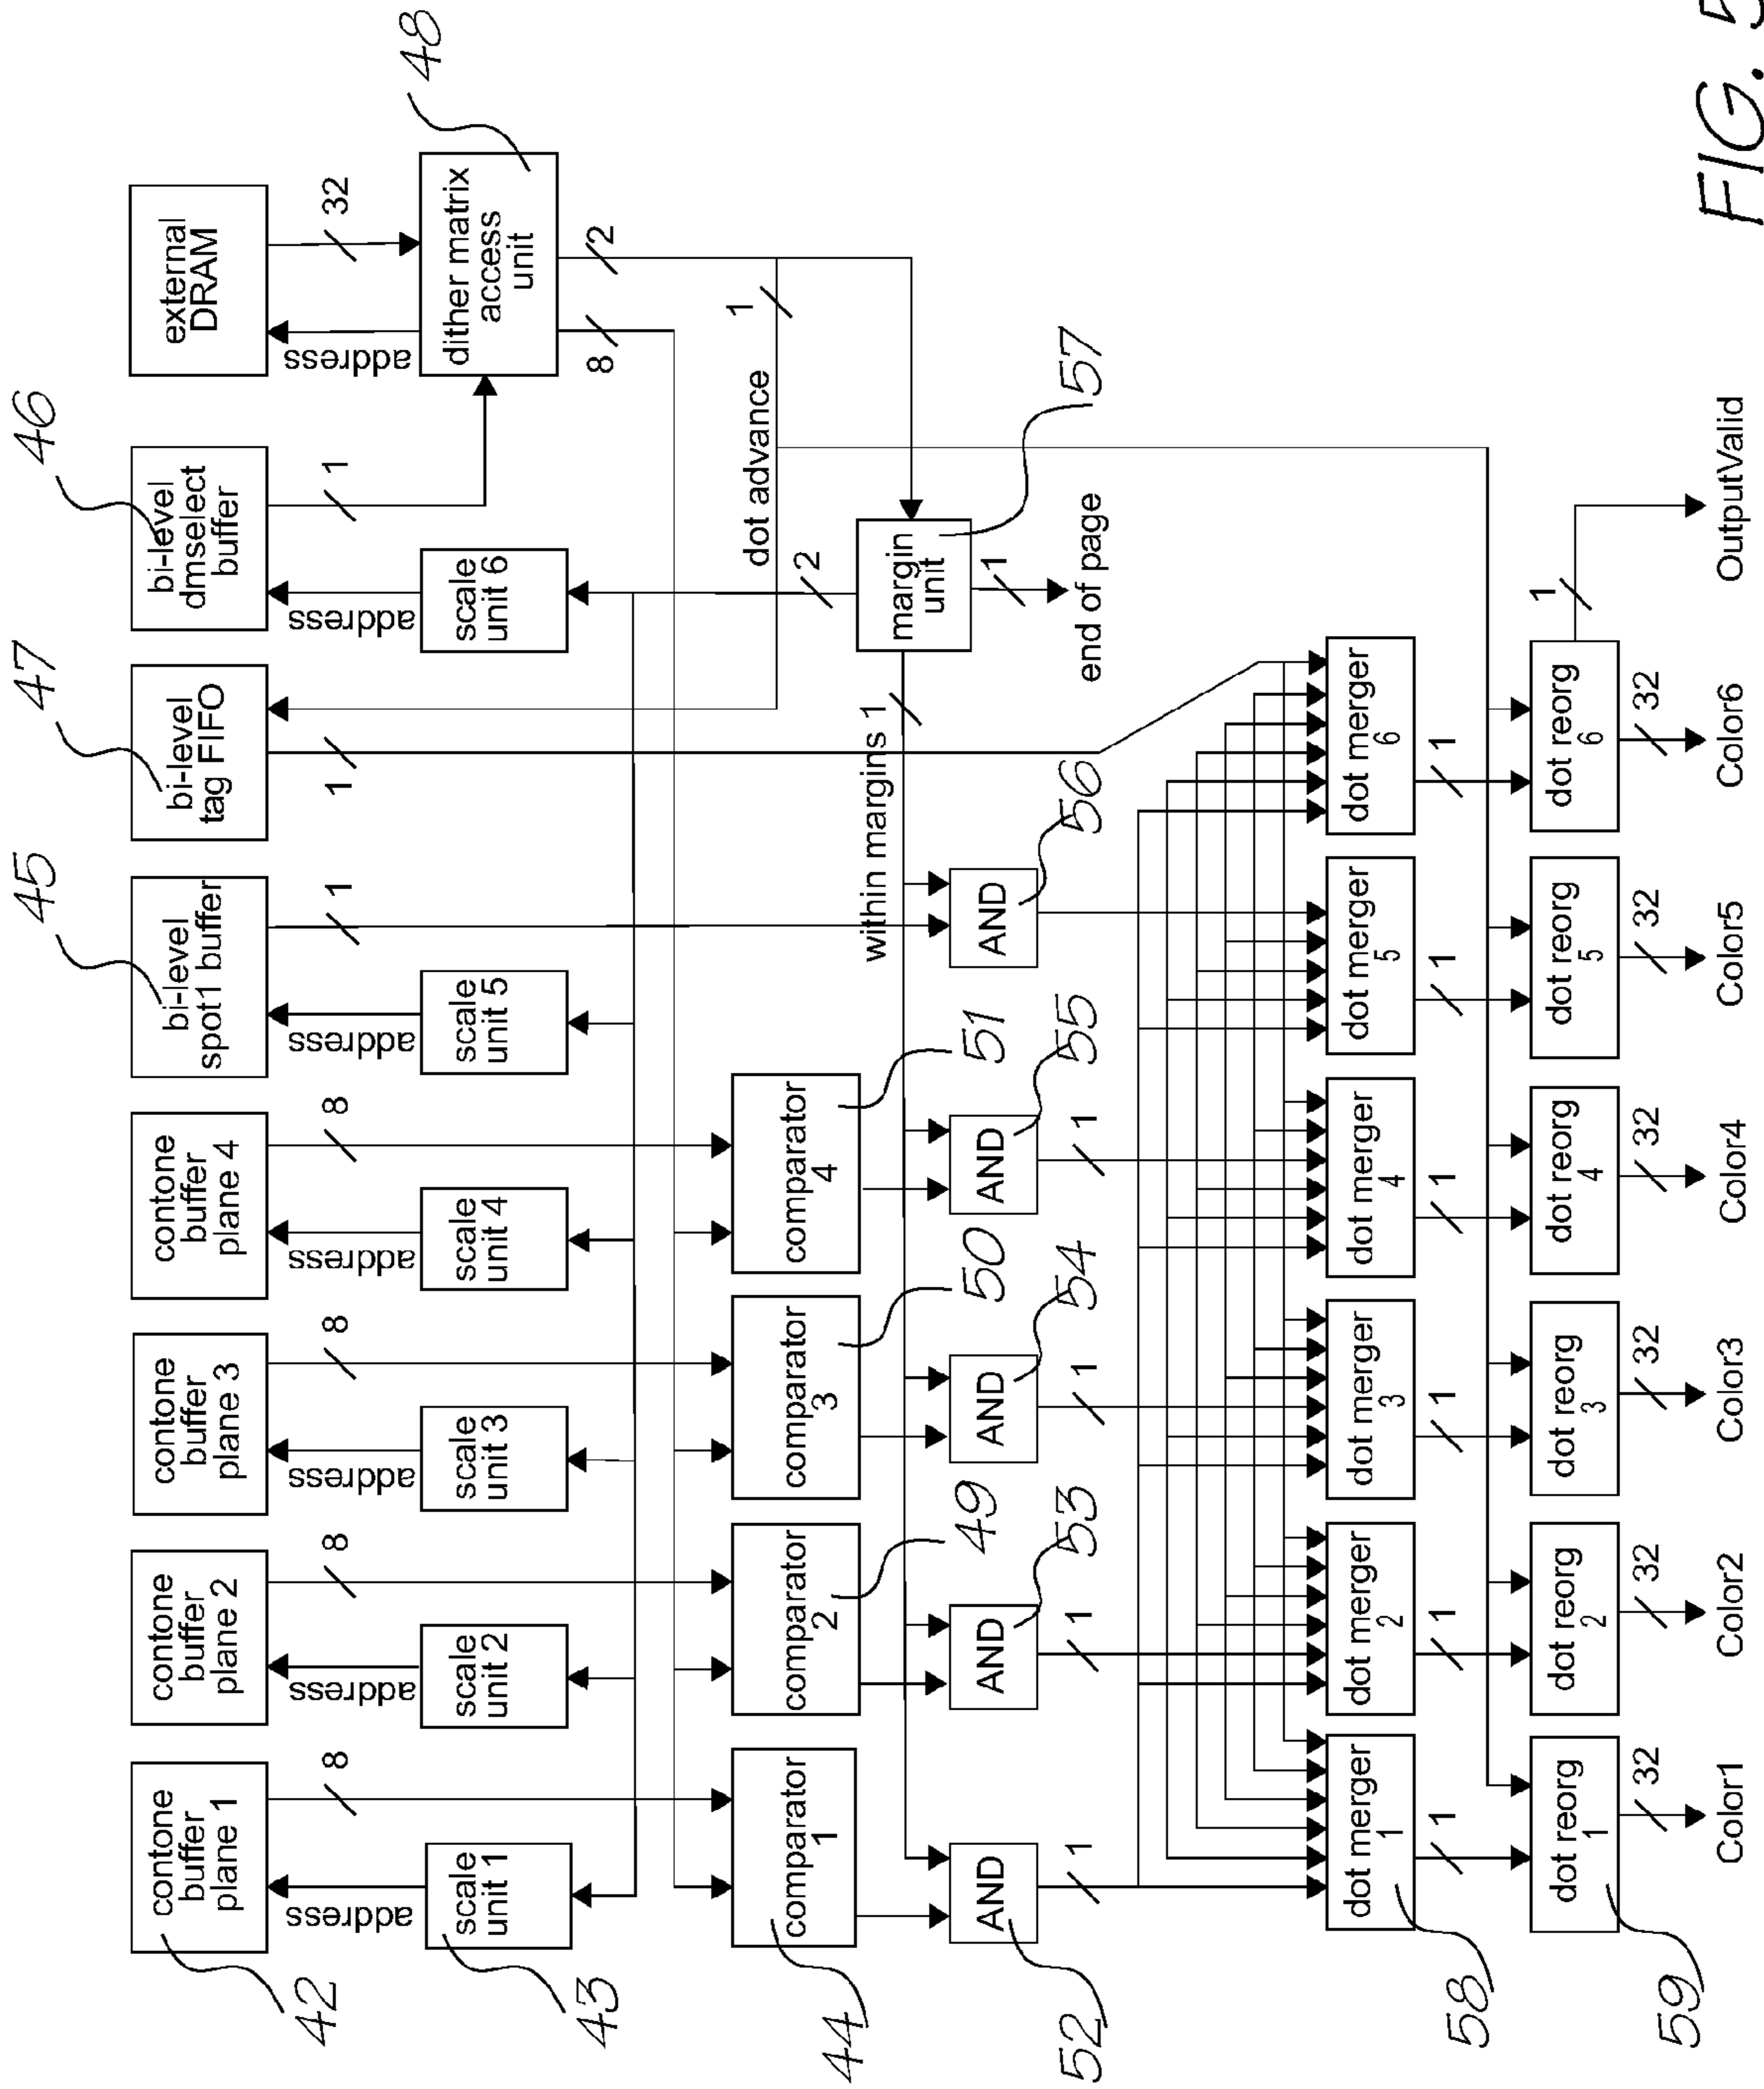 45
47
46
48
contone
buffer
plane 1
contone
buffer
plane 2
contone
buffer
plane 3
contone
buffer
plane 4
bi-level
spot1 buffer
bi-level
tag FIFO
bi-level
dmselect
buffer
external
DRAM
42
8
8
8
8
1
1
1
32
address
address
address
address
address
address
address
scale
unit 1
scale
unit 2
scale
unit 3
scale
unit 4
scale
unit 5
scale
unit 6
dither matrix
access
unit
43
8
2
1
dot advance
comparator
1
comparator
2
comparator
3
comparator
4
44
49
50
51
2
margin
unit
57
1
end of page
within margins 1
AND
AND
AND
AND
AND
52
53
54
55
56
1
1
1
1
dot merger
1
dot merger
2
dot merger
3
dot merger
4
dot merger
5
dot merger
6
58
1
1
1
1
1
1
dot reorg
1
dot reorg
2
dot reorg
3
dot reorg
4
dot reorg
5
dot reorg
6
59
32
32
32
32
32
32
1
Color1
Color2
Color3
Color4
Color5
Color6
OutputValid
FIG. 5